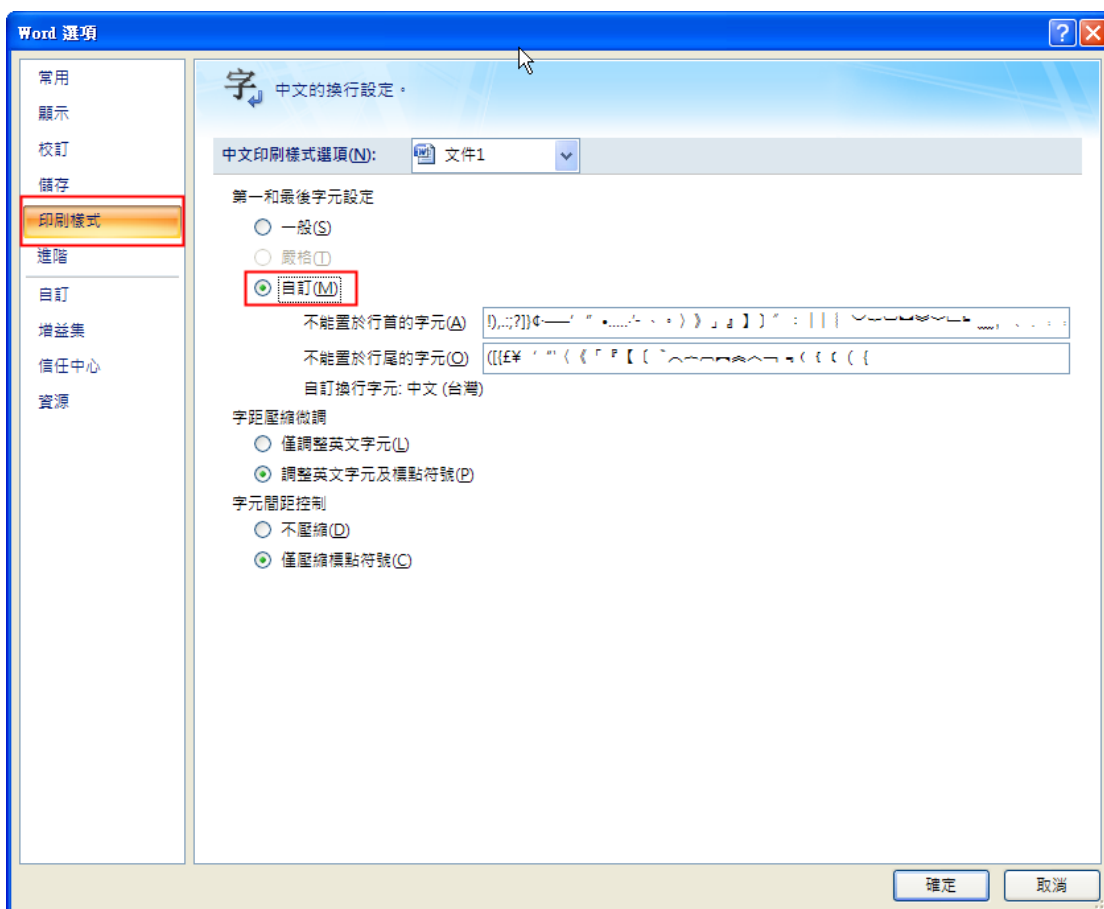 Word 選項
常用
顯示
校訂
儲存
印刷樣式
進階
自訂
增益集
信任中心
資源
中文的換行設定。
中文印刷樣式選項(N): 文件1
第一和最後字元設定
一般(S)
嚴格(T)
自訂(M)
不能置於行首的字元(A)
不能置於行尾的字元(O)
自訂換行字元: 中文 (台灣)
字距壓縮微調
僅調整英文字元(L)
調整英文字元及標點符號(P)
字元間距控制
不壓縮(D)
僅壓縮標點符號(C)
確定 取消